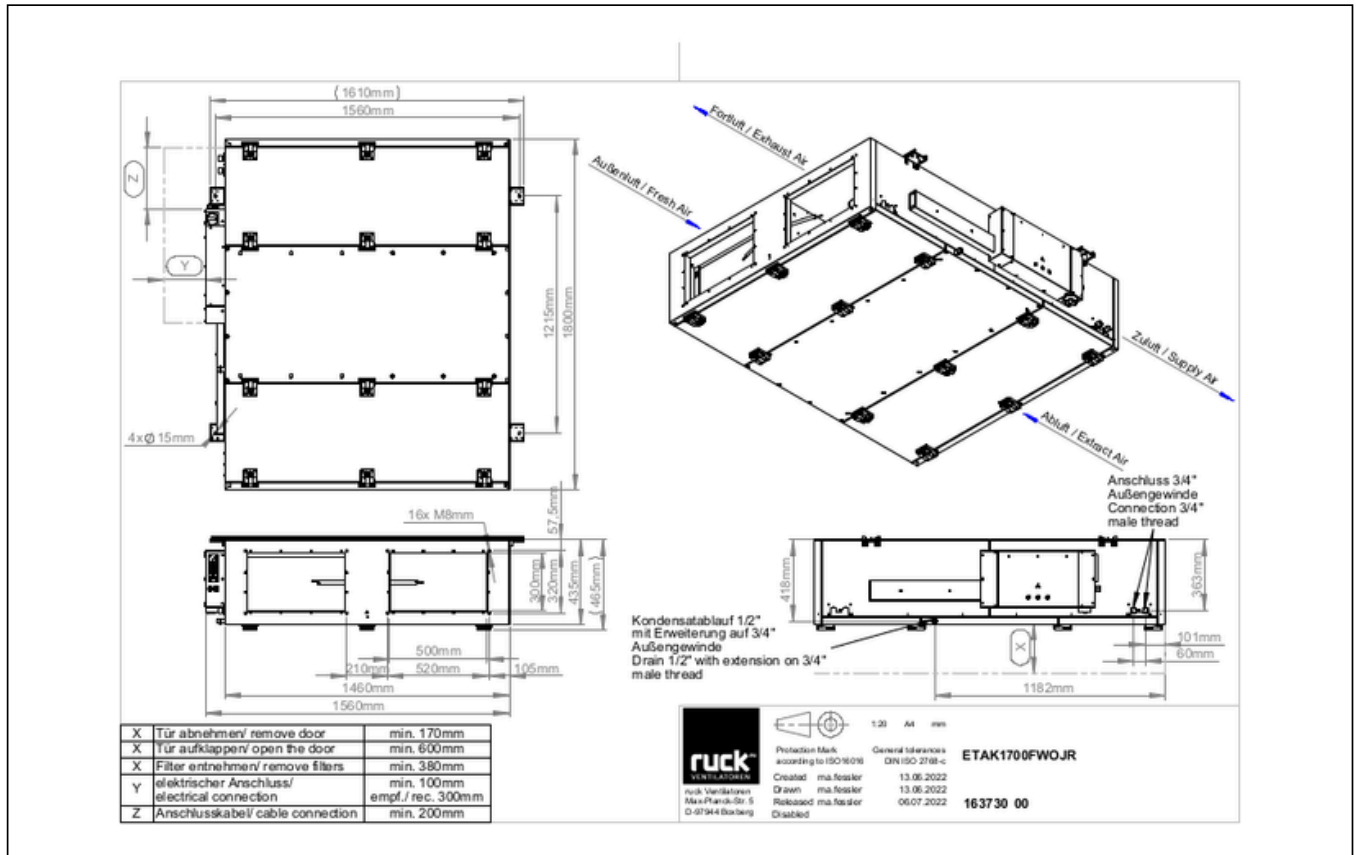 (1610mm)
1560mm
Z
Y
1215mm
1800mm
4xØ15mm
Fortluft / Exhaust Air
Außenluft / Fresh Air
Zuluft / Supply Air
Abluft / Extract Air
16x M8mm
57,5mm
300mm
320mm
435mm
(465mm)
500mm
210mm
520mm
105mm
1460mm
1560mm
Anschluss 3/4"
Außengewinde
Connection 3/4"
male thread
418mm
363mm
Kondensatablauf 1/2"
mit Erweiterung auf 3/4"
Außengewinde
Drain 1/2" with extension on 3/4"
male thread
X
101mm
60mm
1182mm
X Tür abnehmen/ remove door min. 170mm
X Tür aufklappen/ open the door min. 600mm
X Filter entnehmen/ remove filters min. 380mm
Y elektrischer Anschluss/ electrical connection min. 100mm empf./ rec. 300mm
Z Anschlusskabel/ cable connection min. 200mm
ruck
VENTILATOREN
ruck Ventilatoren
Max-Planck-Str. 5
D-97944 Boxberg
1:20 A4 mm
Protection Mark
according to ISO16016
General tolerances
DIN ISO 2768-c
ETAK1700FWOJR
Created ma.fessler 13.06.2022
Drawn ma.fessler 13.06.2022
Released ma.fessler 06.07.2022
Disabled
163730 00